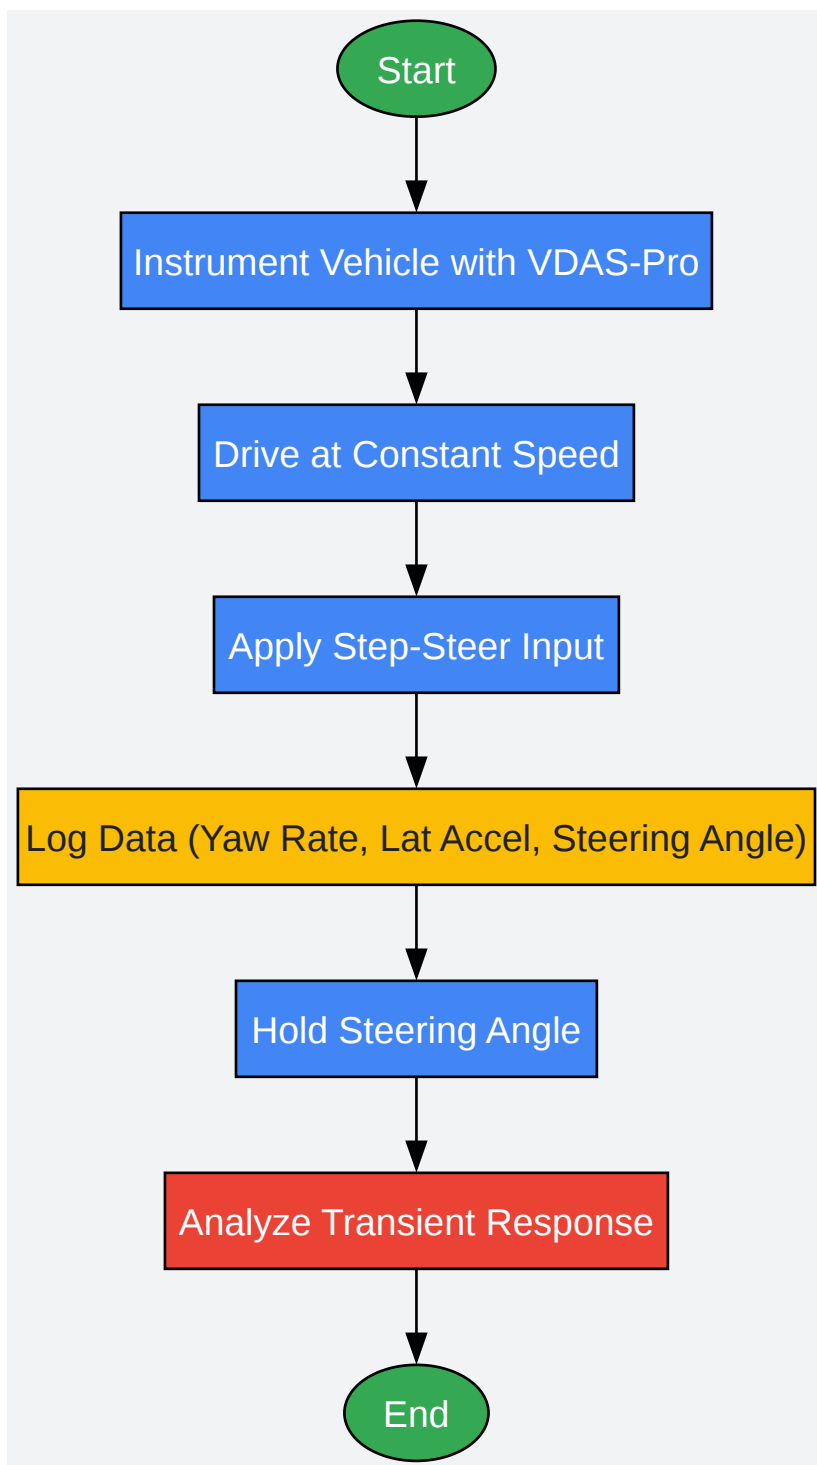 Start
Instrument Vehicle with VDAS-Pro
Drive at Constant Speed
Apply Step-Steer Input
Log Data (Yaw Rate, Lat Accel, Steering Angle)
Hold Steering Angle
Analyze Transient Response
End